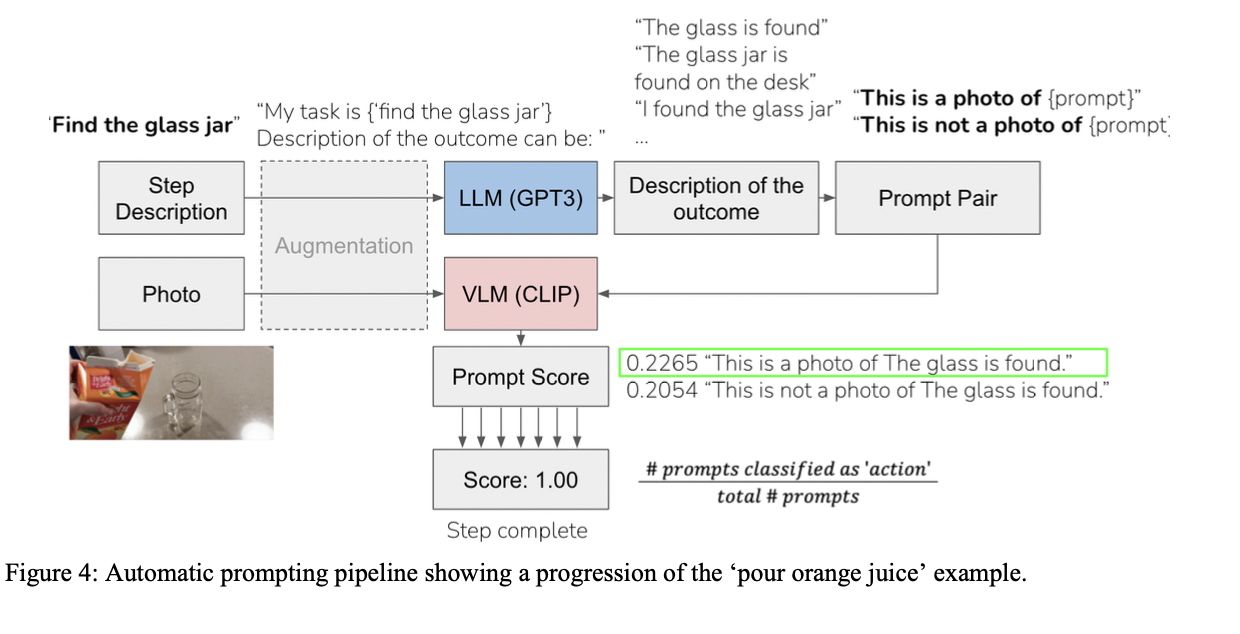 “The glass is found”
“The glass jar is
found on the desk”
“I found the glass jar”
...
‘Find the glass jar”
“My task is {‘find the glass jar’}
Description of the outcome can be: ”
“This is a photo of {prompt}”
“This is not a photo of {prompt
Step
Description
Augmentation
LLM (GPT3)
Description of the
outcome
Prompt Pair
Photo
VLM (CLIP)
Prompt Score
0.2265 “This is a photo of The glass is found.”
0.2054 “This is not a photo of The glass is found.”
Score: 1.00
# prompts classified as 'action'
total # prompts
Step complete
Figure 4: Automatic prompting pipeline showing a progression of the ‘pour orange juice’ example.